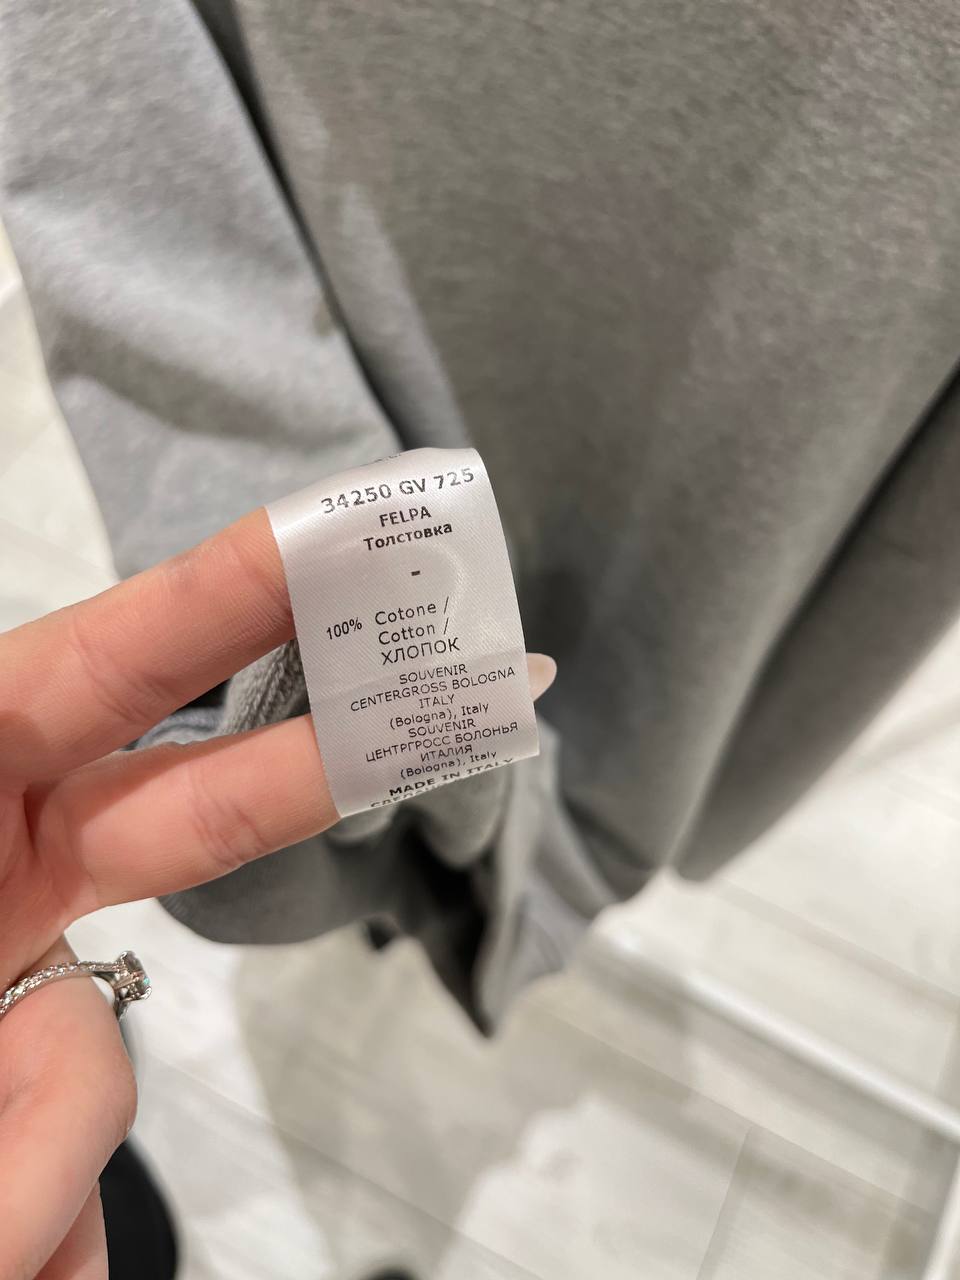 34250 GV 725
FELPA
Толстовка
-
100% Cotone /
Cotton /
ХЛОПОК
SOUVENIR
CENTERGROSS BOLOGNA
ITALY
(Bologna), Italy
SOUVENIR
ЦЕНТРГРОСС БОЛОНЬЯ
ИТАЛИЯ
(Bologna), Italy
MADE IN ITALY